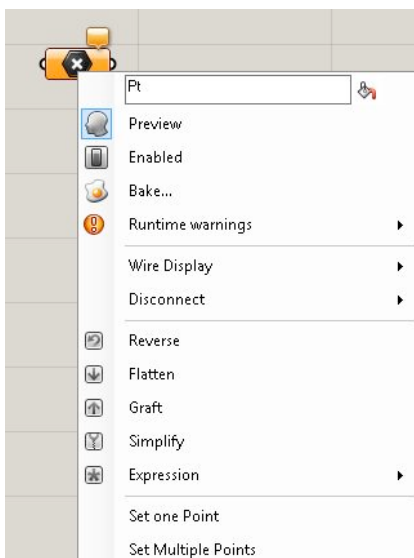 Pt
Preview
Enabled
Bake...
Runtime warnings
Wire Display
Disconnect
Reverse
Flatten
Graft
Simplify
Expression
Set one Point
Set Multiple Points